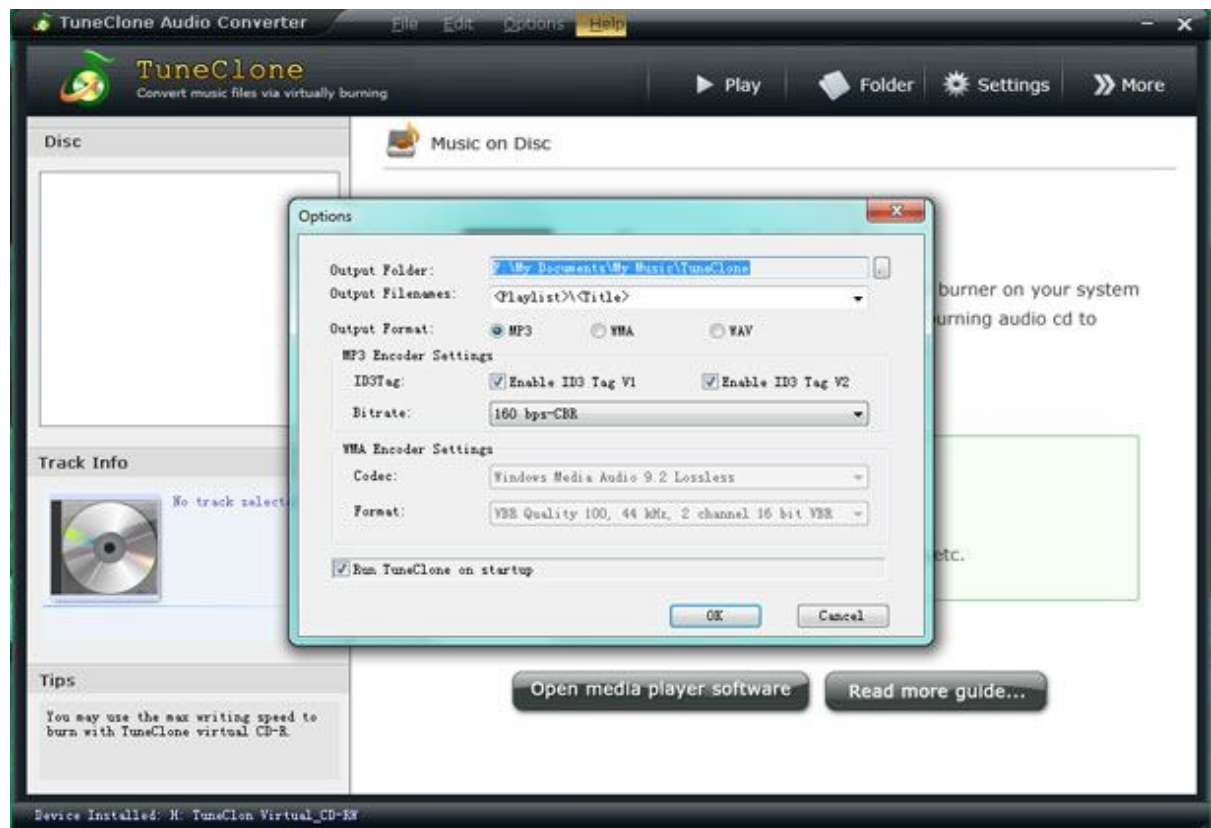 TuneClone Audio Converter File Edit Options Help
TuneClone
Convert music files via virtually burning
Play Folder Settings More
Disc
Music on Disc
Options
Output Folder: \My Documents\My Music\TuneClone
Output Filenames: <Playlist>\<Title>
burner on your system
Output Format: MP3 WMA WAV
urning audio cd to
MP3 Encoder Settings
ID3Tag: Enable ID3 Tag V1 Enable ID3 Tag V2
Bitrate: 160 bps-CBR
WMA Encoder Settings
Codec: Windows Media Audio 9.2 Lossless
Format: VBR Quality 100, 44 kHz, 2 channel 16 bit VBR
Track Info
No track select
etc.
Run TuneClone on startup
OK Cancel
Tips
Open media player software Read more guide...
You may use the max writing speed to
burn with TuneClone virtual CD-R.
Device Installed: H: TuneClon Virtual_CD-RW